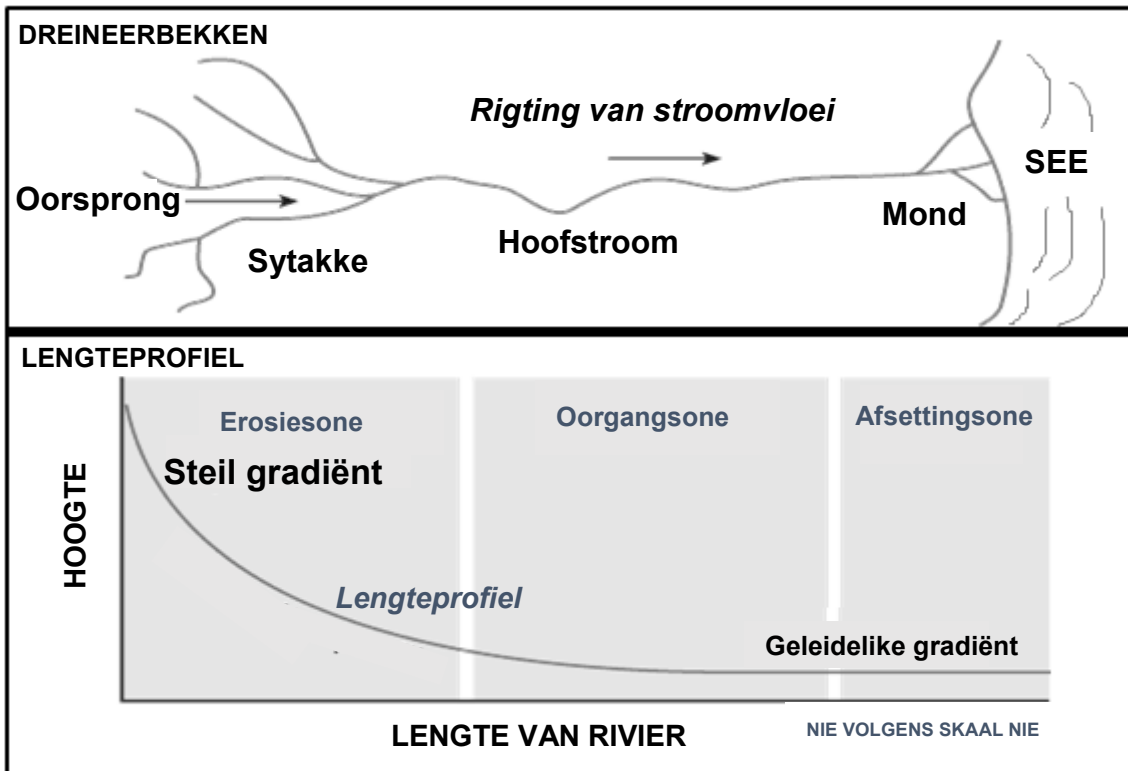 DREINEERBEKKEN
Rigting van stroomvloei
SEE
Oorsprong
Mond
Hoofstroom
Sytakke
LENGTEPROFIEL
Erosiesone
Oorgangsone
Afsettingsone
Steil gradiënt
HOOGTE
Lengteprofiel
Geleidelike gradiënt
LENGTE VAN RIVIER
NIE VOLGENS SKAAL NIE